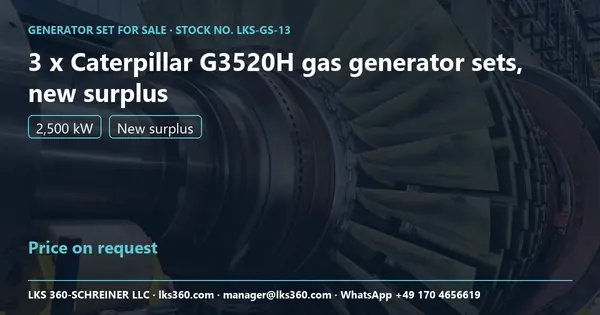 GENERATOR SET FOR SALE · STOCK NO. LKS-GS-13
3 x Caterpillar G3520H gas generator sets,
new surplus
2,500 kW
New surplus
Price on request
LKS 360-SCHREINER LLC · lks360.com · manager@lks360.com · WhatsApp +49 170 4656619